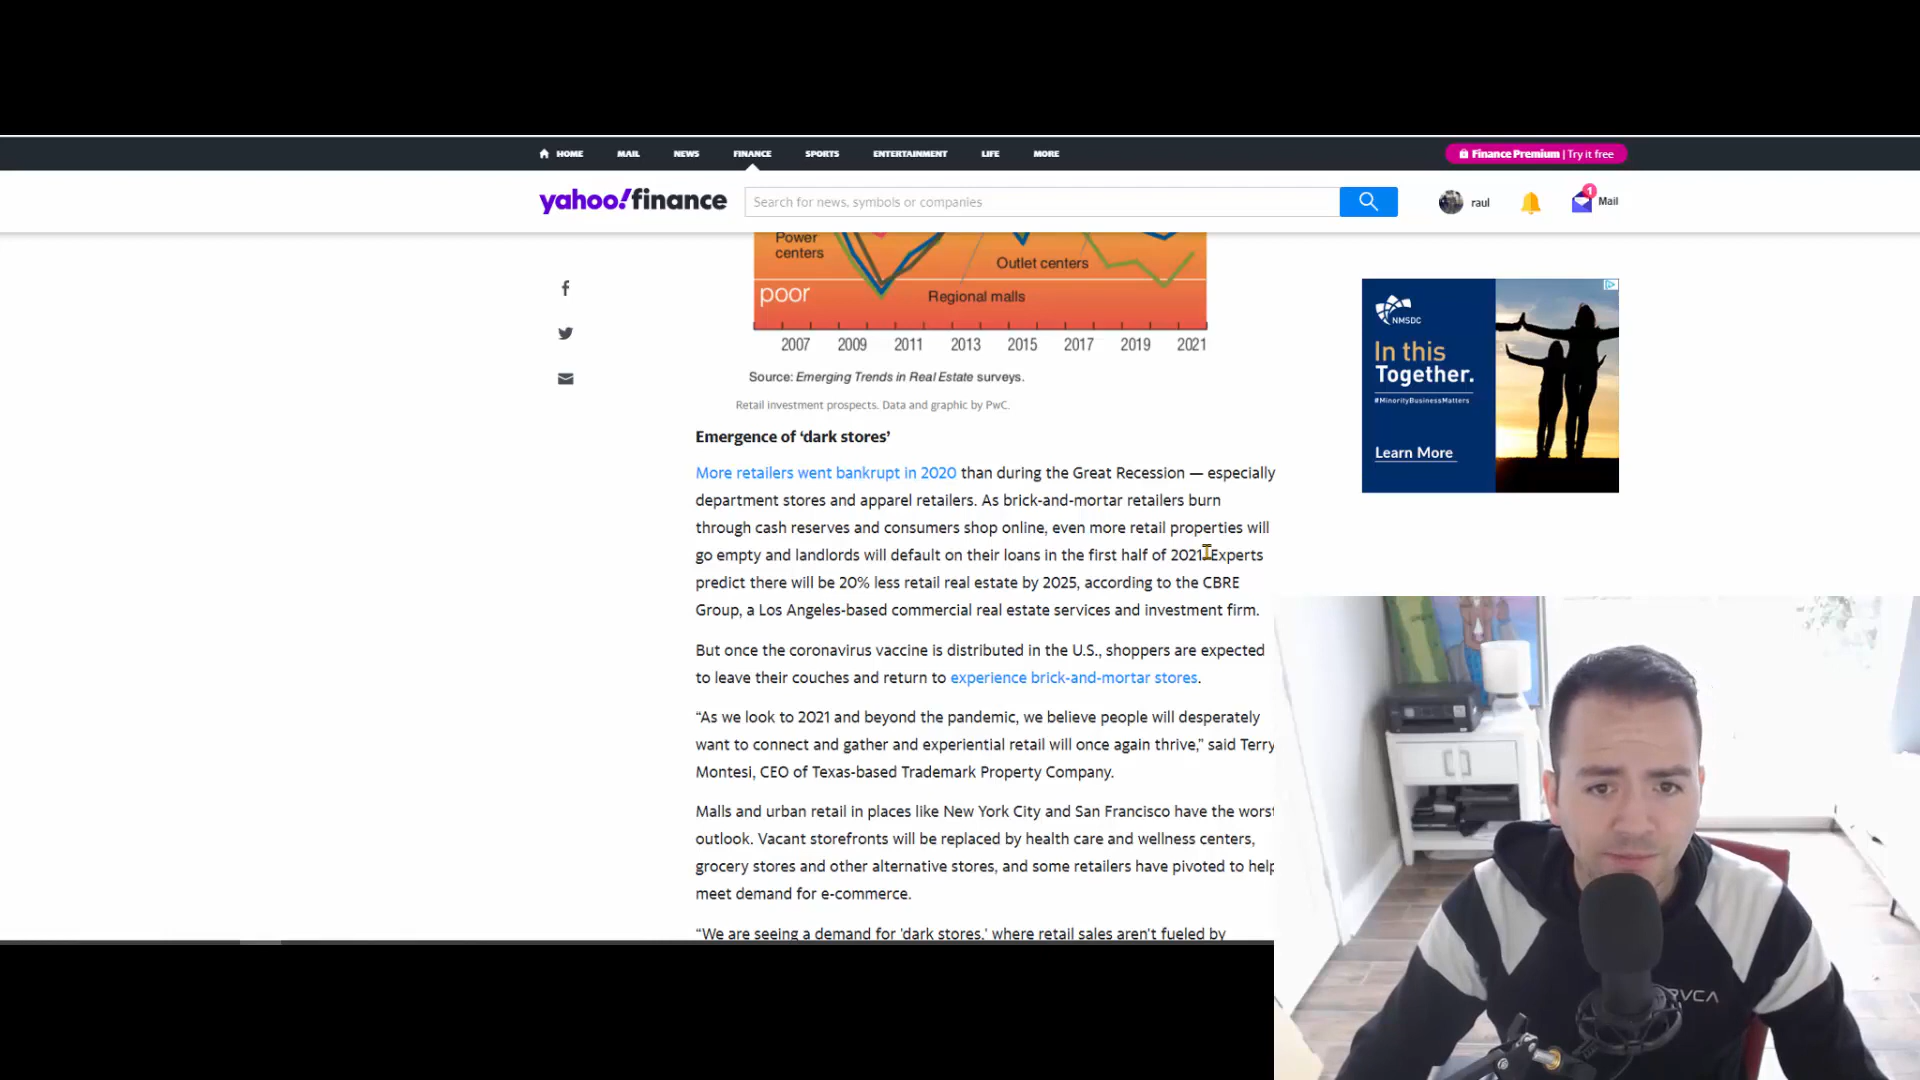 HOME MAIL NEWS FINANCE SPORTS ENTERTAINMENT LIFE MORE Finance Premium | Try it free
yahoo!finance Search for news, symbols or companies raul 1 Mail
Power
centers
Outlet centers
poor
Regional malls
2007 2009 2011 2013 2015 2017 2019 2021
Source: Emerging Trends in Real Estate surveys.
Retail investment prospects. Data and graphic by PwC.
NMSDC
In this
Together.
#MinorityBusinessMatters
Learn More
Emergence of ‘dark stores’
More retailers went bankrupt in 2020 than during the Great Recession — especially
department stores and apparel retailers. As brick-and-mortar retailers burn
through cash reserves and consumers shop online, even more retail properties will
go empty and landlords will default on their loans in the first half of 2021. Experts
predict there will be 20% less retail real estate by 2025, according to the CBRE
Group, a Los Angeles-based commercial real estate services and investment firm.
But once the coronavirus vaccine is distributed in the U.S., shoppers are expected
to leave their couches and return to experience brick-and-mortar stores.
“As we look to 2021 and beyond the pandemic, we believe people will desperately
want to connect and gather and experiential retail will once again thrive,” said Terry
Montesi, CEO of Texas-based Trademark Property Company.
Malls and urban retail in places like New York City and San Francisco have the worst
outlook. Vacant storefronts will be replaced by health care and wellness centers,
grocery stores and other alternative stores, and some retailers have pivoted to help
meet demand for e-commerce.
“We are seeing a demand for ‘dark stores,’ where retail sales aren't fueled by
RVCA